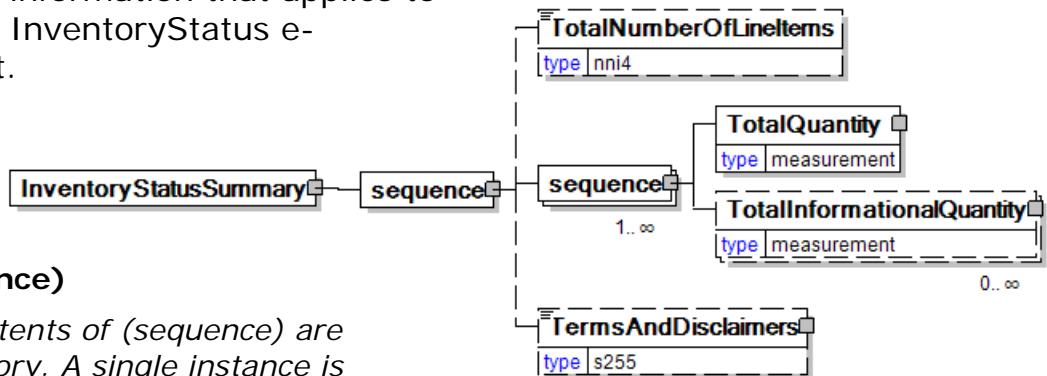 information that applies to
InventoryStatus e-
t.
TotalNumberOfLineItems
type nni4
InventoryStatusSummary
sequence
sequence
1.. ∞
TotalQuantity
type measurement
TotalInformationalQuantity
type measurement
0.. ∞
TermsAndDisclaimers
type s255
nce)
tents of (sequence) are
ory. A single instance is